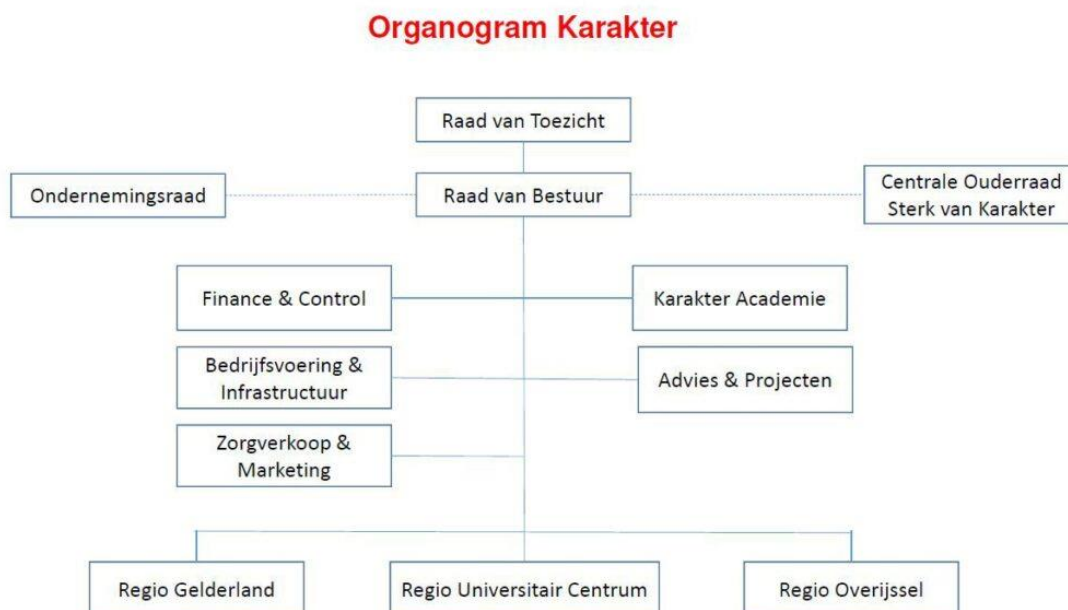 Organogram Karakter
Raad van Toezicht
Ondernemingsraad
Raad van Bestuur
Centrale Ouderraad
Sterk van Karakter
Finance & Control
Karakter Academie
Bedrijfsvoering &
Infrastructuur
Advies & Projecten
Zorgverkoop &
Marketing
Regio Gelderland
Regio Universitair Centrum
Regio Overijssel